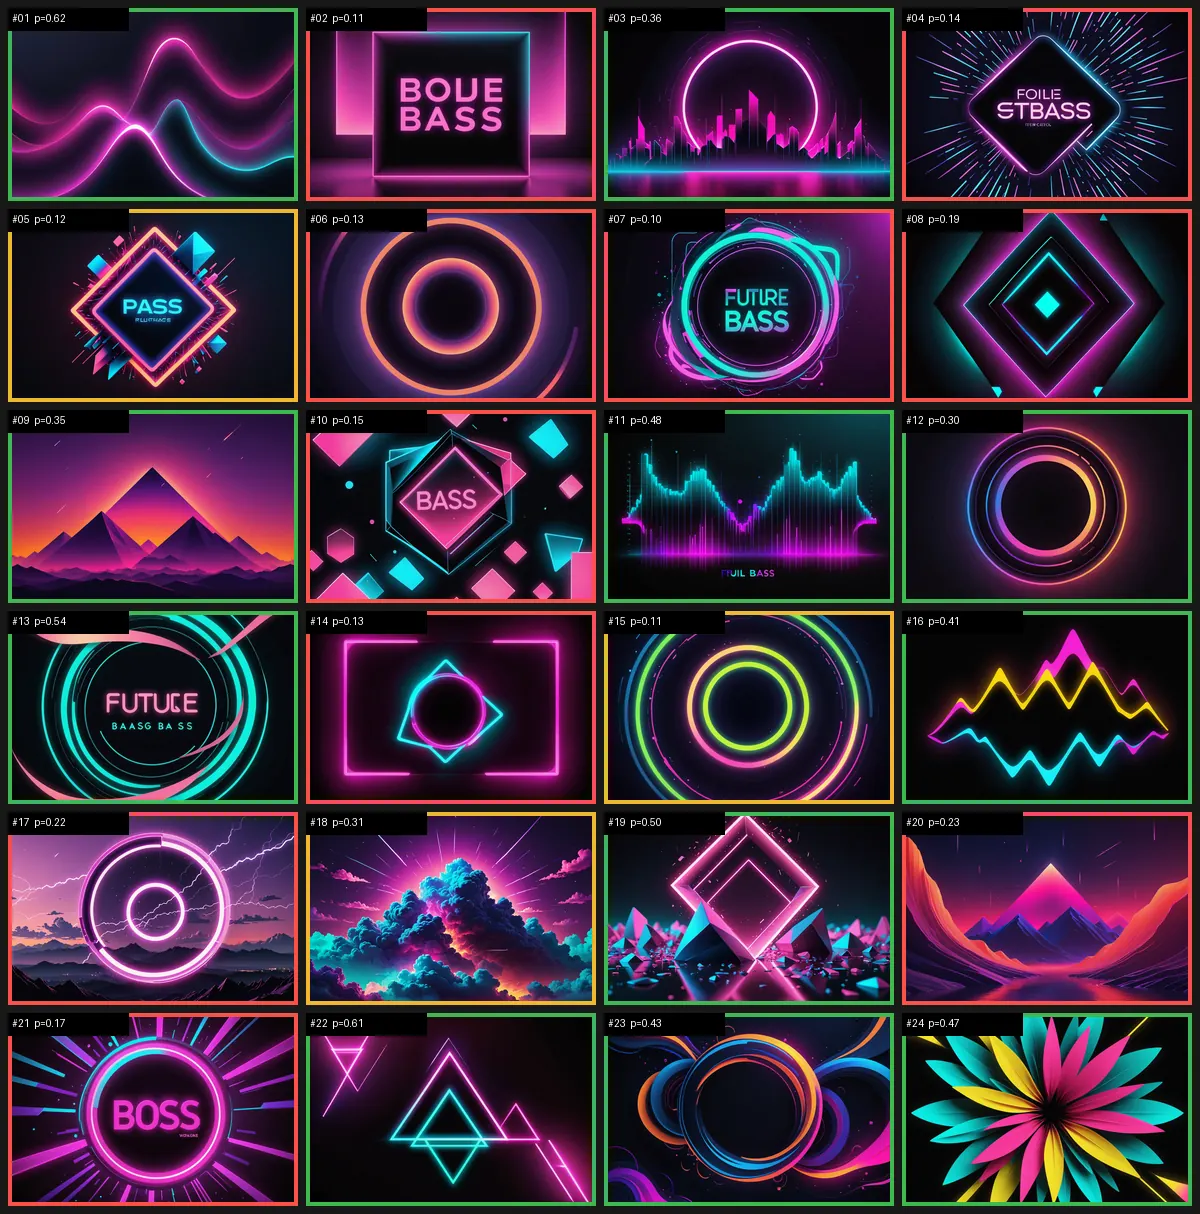 #01 p=0.62
#02 p=0.11
BOUE
BASS
#03 p=0.36
#04 p=0.14
FOILE
STBASS
#05 p=0.12
PASS
#06 p=0.13
#07 p=0.10
FUTIRE
BASS
#08 p=0.19
#09 p=0.35
#10 p=0.15
BASS
#11 p=0.48
BASS
#12 p=0.30
#13 p=0.54
FUTUЕE
BAASG BA SS
#14 p=0.13
#15 p=0.11
#16 p=0.41
#17 p=0.22
#18 p=0.31
#19 p=0.50
#20 p=0.23
#21 p=0.17
BOSS
#22 p=0.61
#23 p=0.43
#24 p=0.47